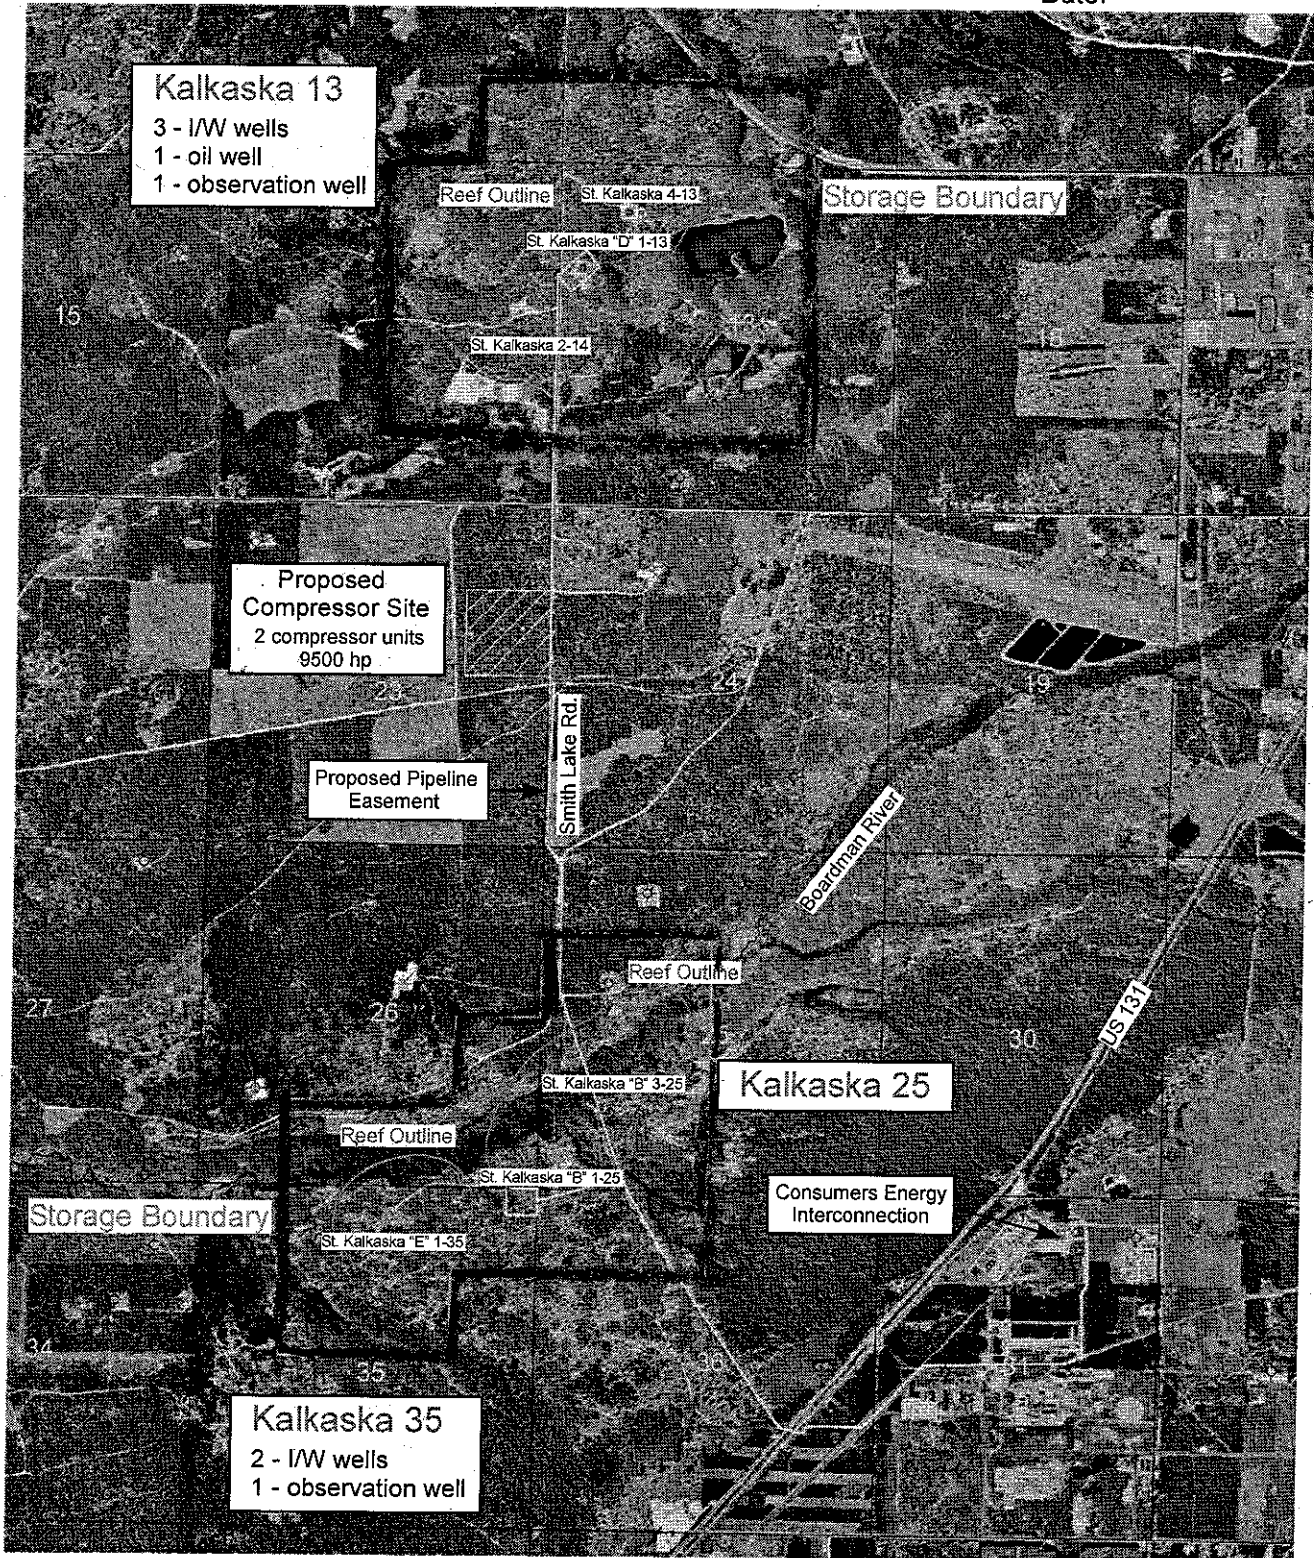 Date:
Kalkaska 13
3 - I/W wells
1 - oil well
1 - observation well
Reef Outline
St. Kalkaska 4-13
Storage Boundary
St. Kalkaska "D" 1-13
15
13
18
St. Kalkaska 2-14
Proposed
Compressor Site
2 compressor units
9500 hp
23
24
19
Smith Lake Rd.
Proposed Pipeline
Easement
Boardman River
Reef Outline
27
26
30
US 131
St. Kalkaska "B" 3-25
Kalkaska 25
Reef Outline
St. Kalkaska "B" 1-25
Consumers Energy
Interconnection
Storage Boundary
St. Kalkaska "E" 1-35
34
35
36
31
Kalkaska 35
2 - I/W wells
1 - observation well